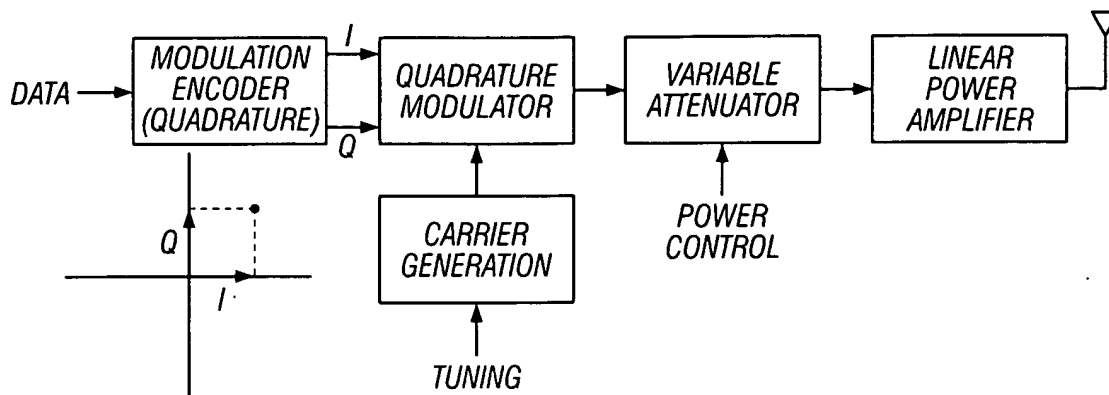 DATA
MODULATION
ENCODER
(QUADRATURE)
I
Q
QUADRATURE
MODULATOR
VARIABLE
ATTENUATOR
LINEAR
POWER
AMPLIFIER
Q
I
CARRIER
GENERATION
POWER
CONTROL
TUNING